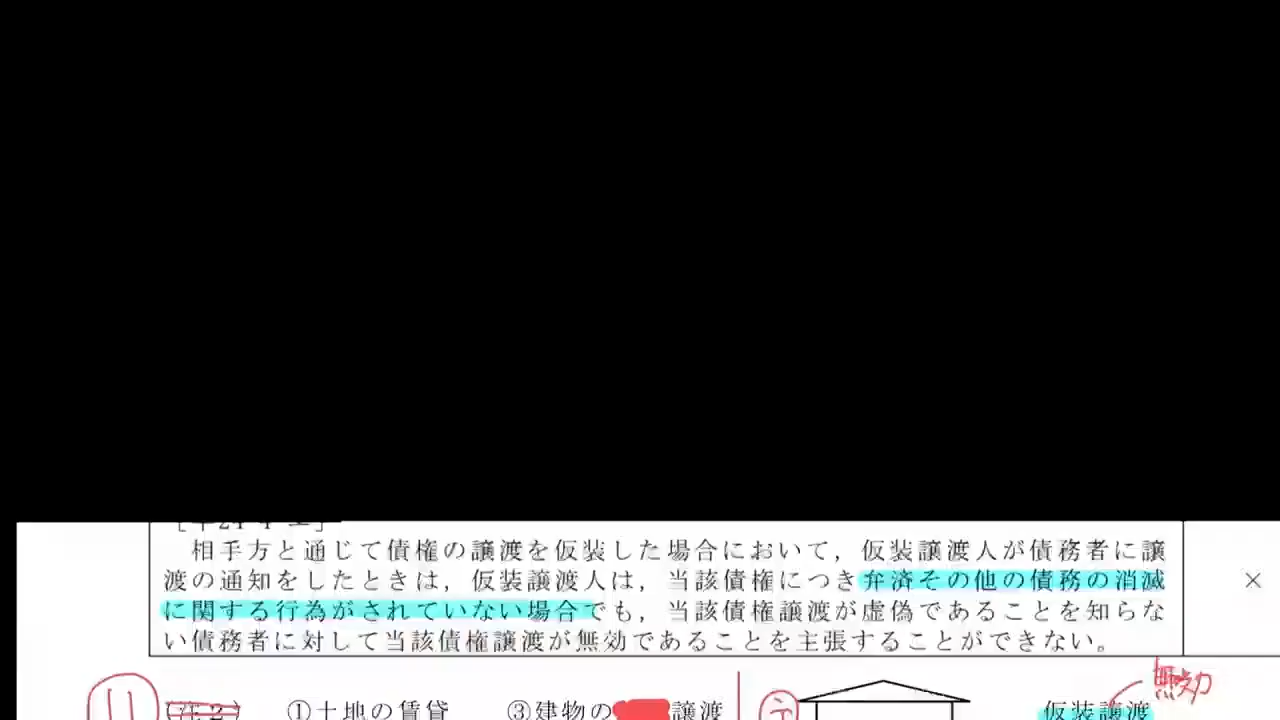 相手方と通じて債権の譲渡を仮装した場合において，仮装譲渡人が債務者に譲
渡の通知をしたときは，仮装譲渡人は，当該債権につき弁済その他の債務の消滅
に関する行為がされていない場合でも，当該債権譲渡が虚偽であることを知らな
い債務者に対して当該債権譲渡が無効であることを主張することができない。
×
無効
11 ①土地の賃貸 ③建物の 譲渡 仮装譲渡